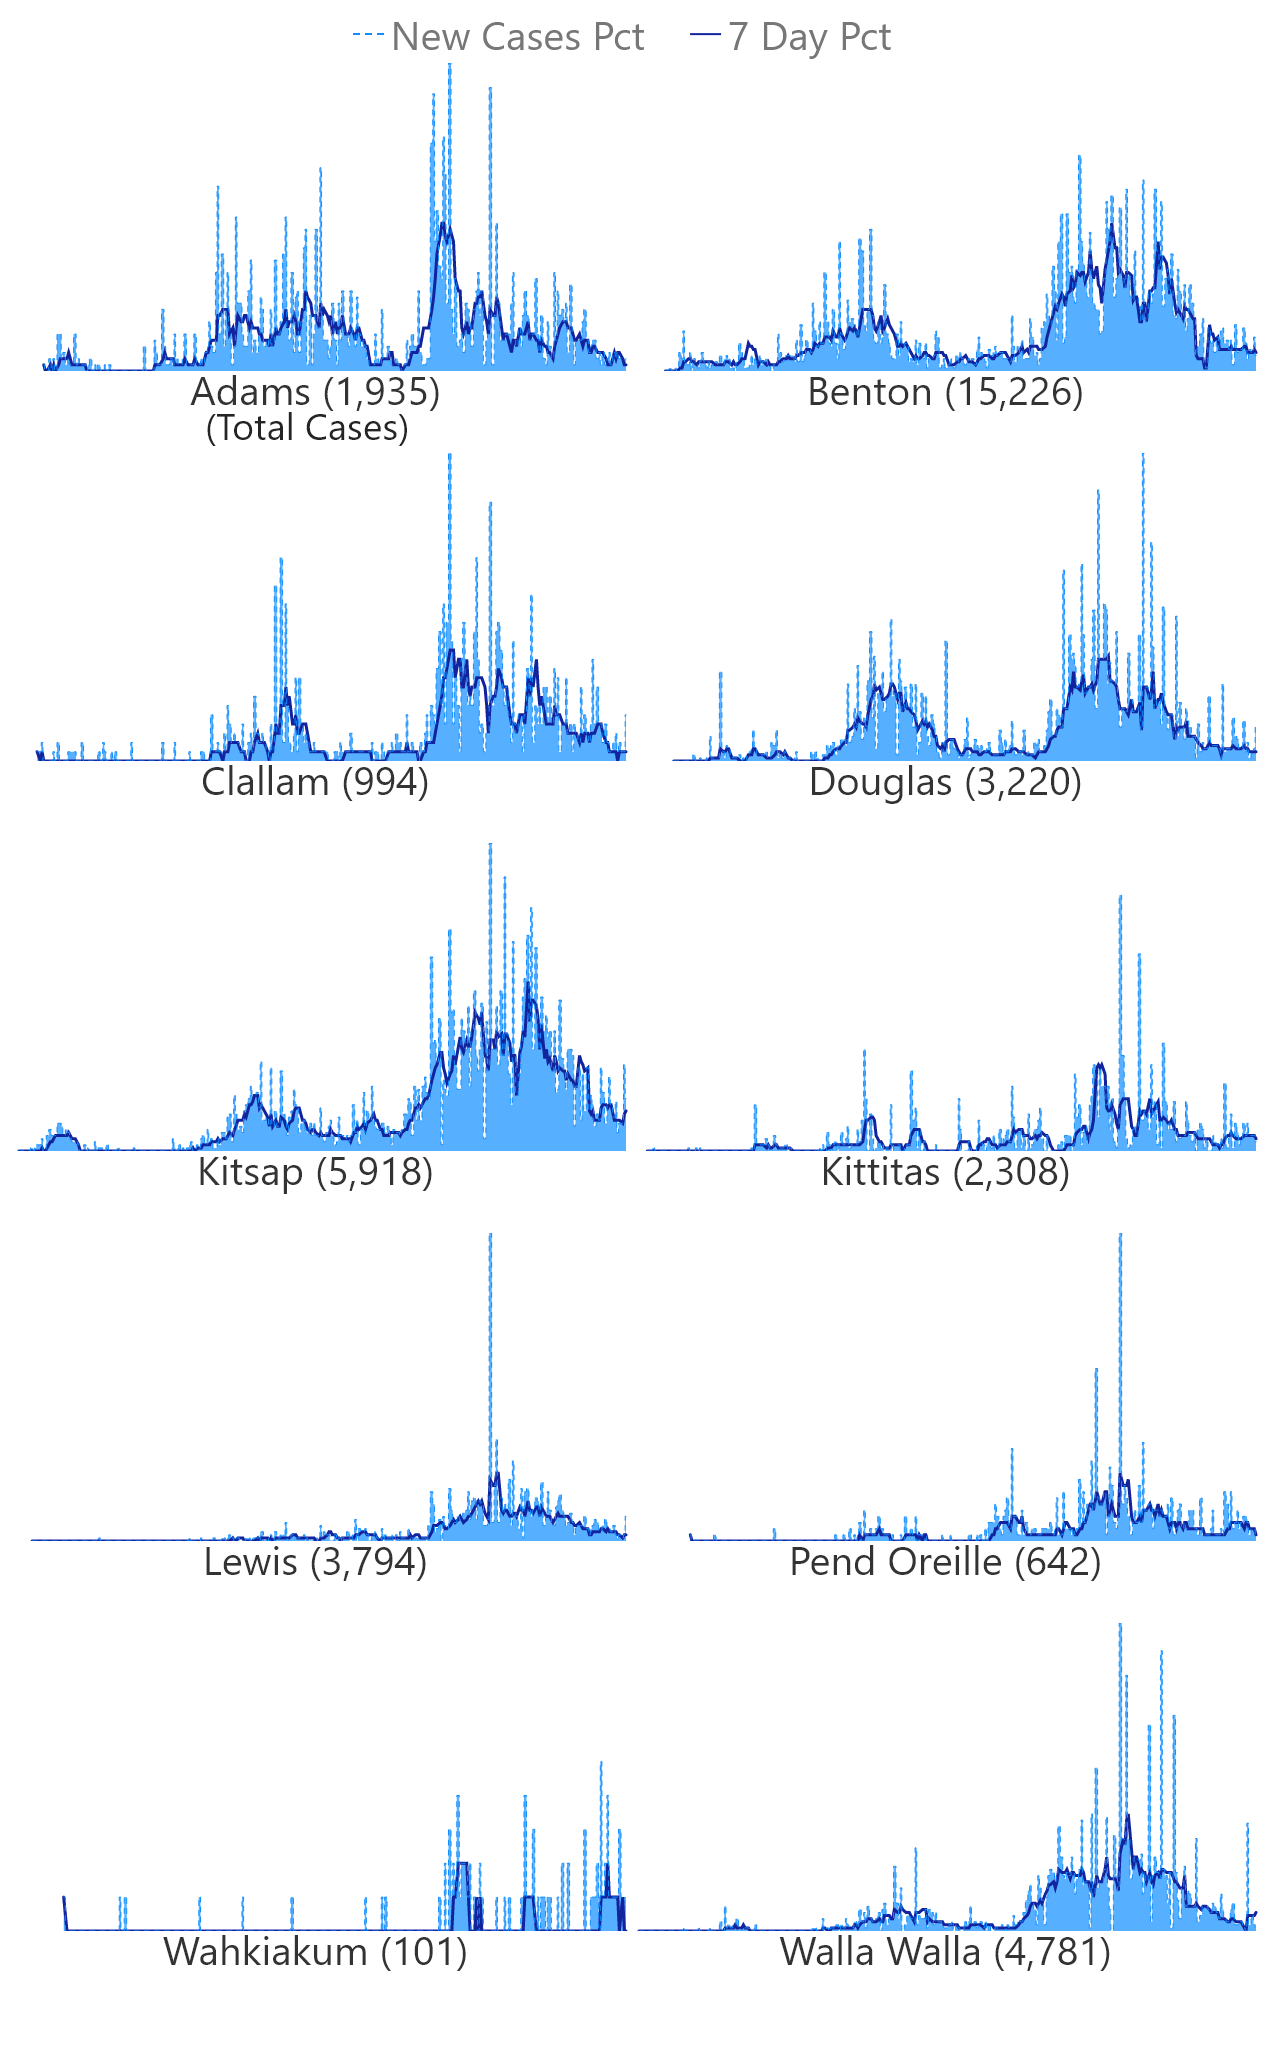 New Cases Pct 7 Day Pct
Adams (1,935) Benton (15,226)
(Total Cases)
Clallam (994) Douglas (3,220)
Kitsap (5,918) Kittitas (2,308)
Lewis (3,794) Pend Oreille (642)
Wahkiakum (101) Walla Walla (4,781)